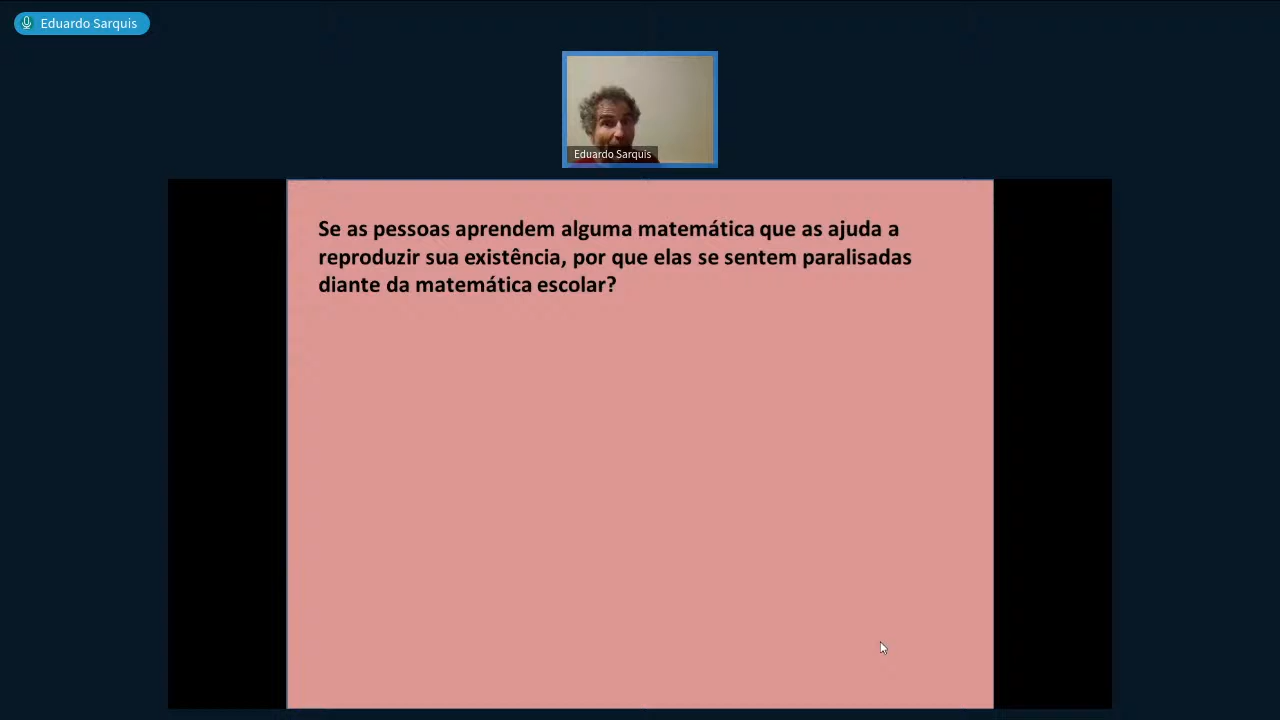 Eduardo Sarquis
Eduardo Sarquis
Se as pessoas aprendem alguma matemática que as ajuda a
reproduzir sua existência, por que elas se sentem paralisadas
diante da matemática escolar?